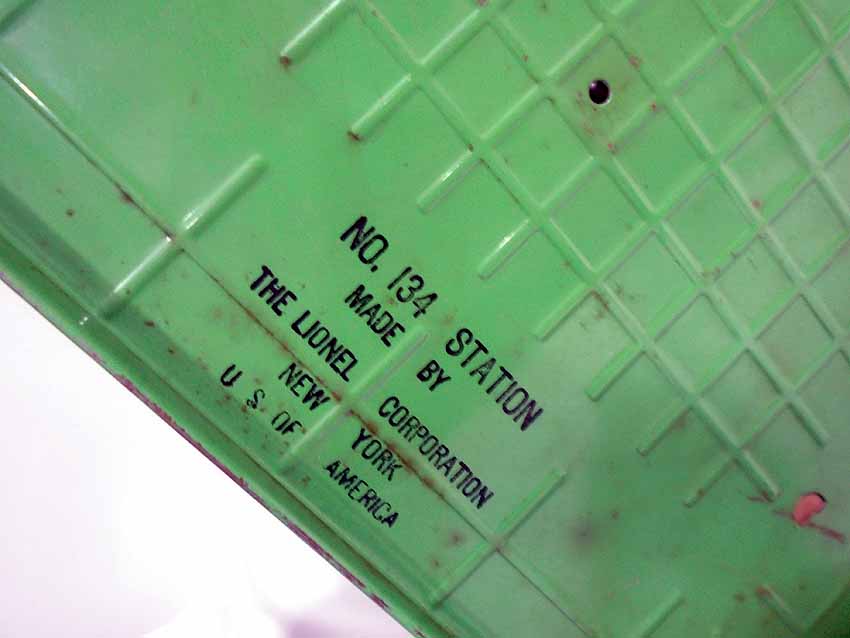 NO. 134 STATION
MADE BY
THE LIONEL CORPORATION
NEW YORK
U S OF AMERICA